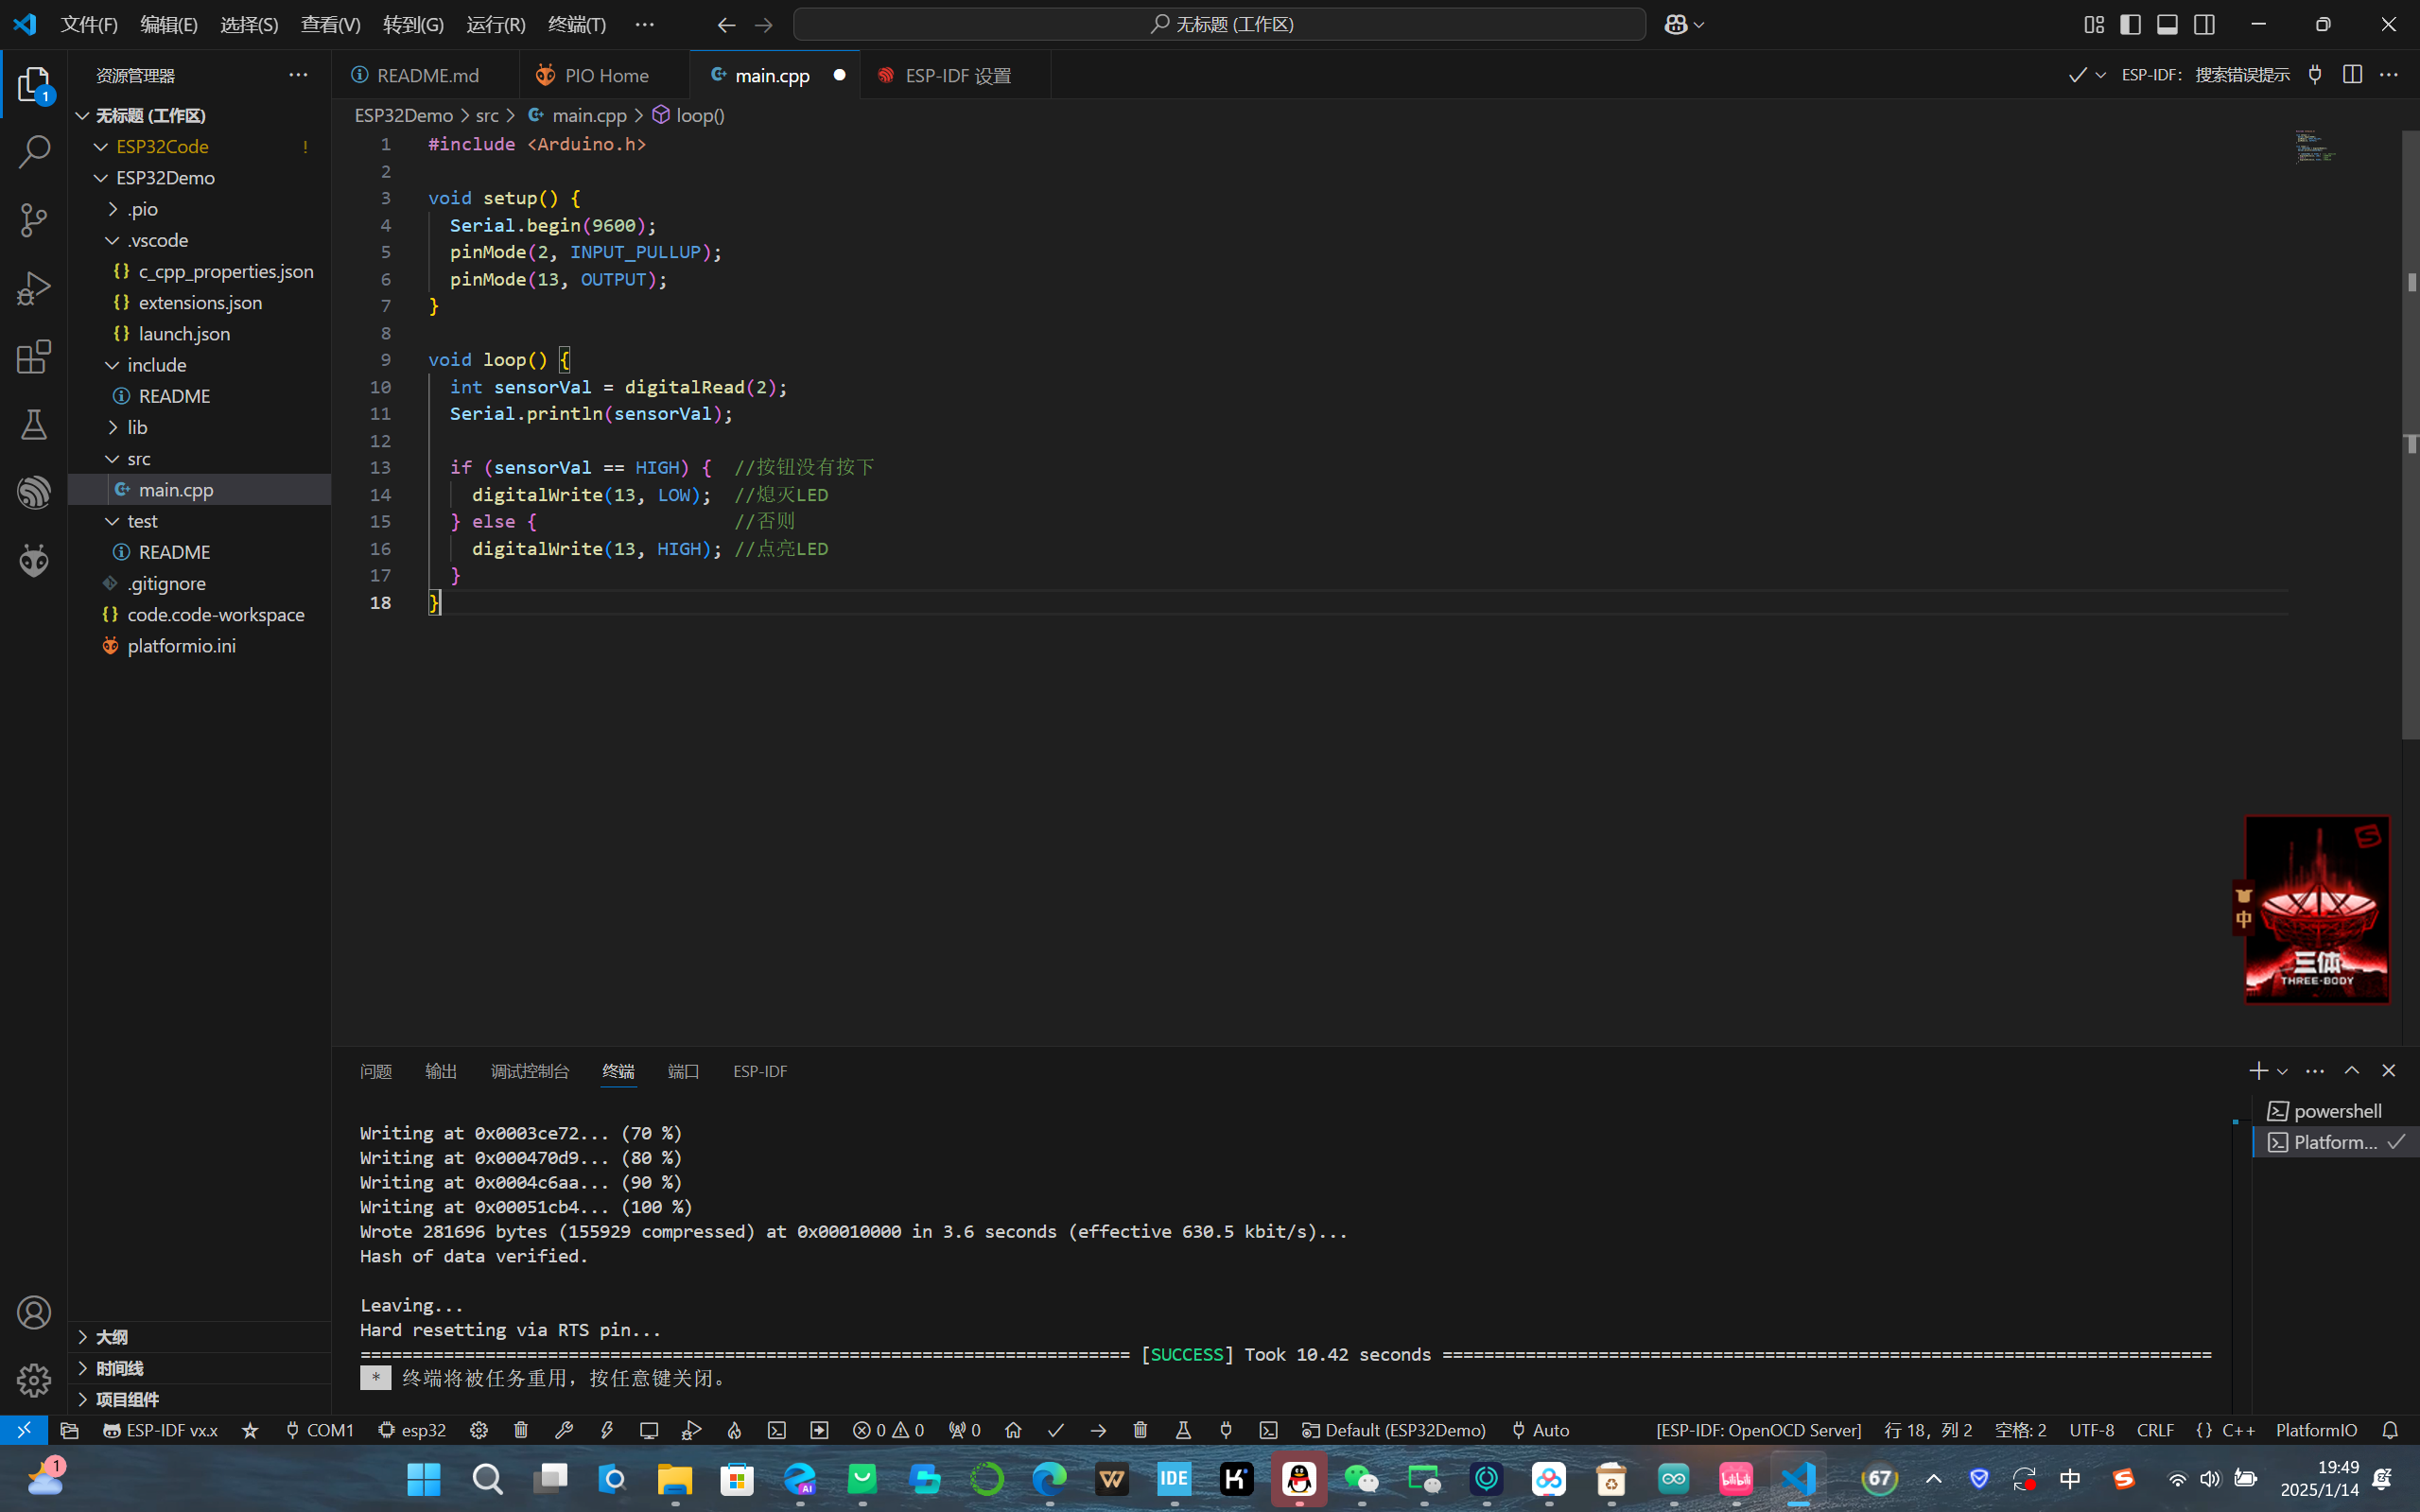 文件(F) 编辑(E) 选择(S) 查看(V) 转到(G) 运行(R) 终端(T) ···
无标题 (工作区)
资源管理器
README.md PIO Home main.cpp ESP-IDF 设置
ESP-IDF: 搜索错误提示
无标题 (工作区)
ESP32Code !
ESP32Demo
.pio
.vscode
{} c_cpp_properties.json
{} extensions.json
{} launch.json
include
README
lib
src
main.cpp
test
README
.gitignore
{} code.code-workspace
platformio.ini
大纲
时间线
项目组件
1
ESP32Demo > src > main.cpp > loop()
1 #include <Arduino.h>
2
3 void setup() {
4 Serial.begin(9600);
5 pinMode(2, INPUT_PULLUP);
6 pinMode(13, OUTPUT);
7 }
8
9 void loop() {
10 int sensorVal = digitalRead(2);
11 Serial.println(sensorVal);
12
13 if (sensorVal == HIGH) { //按钮没有按下
14 digitalWrite(13, LOW); //熄灭LED
15 } else { //否则
16 digitalWrite(13, HIGH); //点亮LED
17 }
18 }
中
三体
THREE-BODY
问题 输出 调试控制台 终端 端口 ESP-IDF
Writing at 0x0003ce72... (70 %)
Writing at 0x000470d9... (80 %)
Writing at 0x0004c6aa... (90 %)
Writing at 0x00051cb4... (100 %)
Wrote 281696 bytes (155929 compressed) at 0x00010000 in 3.6 seconds (effective 630.5 kbit/s)...
Hash of data verified.
Leaving...
Hard resetting via RTS pin...
========================================================================== [SUCCESS] Took 10.42 seconds ==========================================================================
* 终端将被任务重用，按任意键关闭。
powershell
Platform...
ESP-IDF vx.x COM1 esp32 0 0 0 Default (ESP32Demo) Auto [ESP-IDF: OpenOCD Server] 行 18，列 2 空格: 2 UTF-8 CRLF {} C++ PlatformIO
1
AI W IDE K bilibili 67 中 S
19:49
2025/1/14